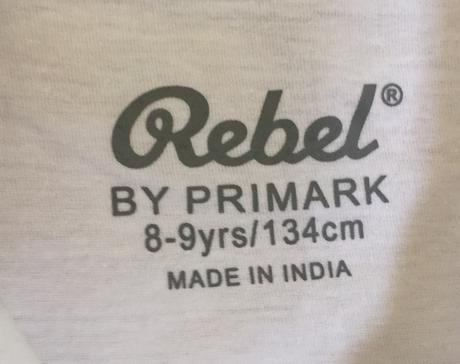 Rebel®
BY PRIMARK
8-9yrs/134cm
MADE IN INDIA